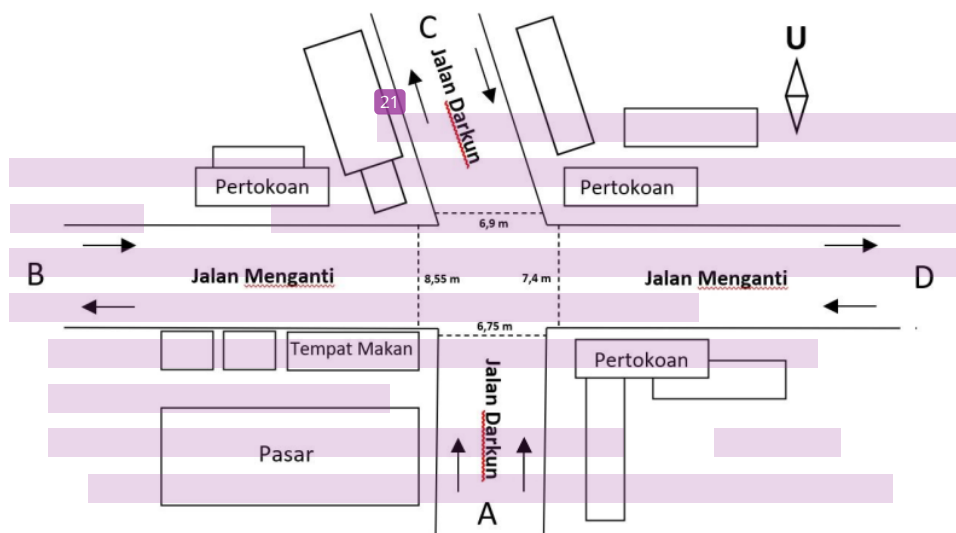 C
U
Jalan Darkun
21
Pertokoan
Pertokoan
6,9 m
B
Jalan Menganti
8,55 m
7,4 m
Jalan Menganti
D
6,75 m
Tempat Makan
Pertokoan
Jalan Darkun
Pasar
A